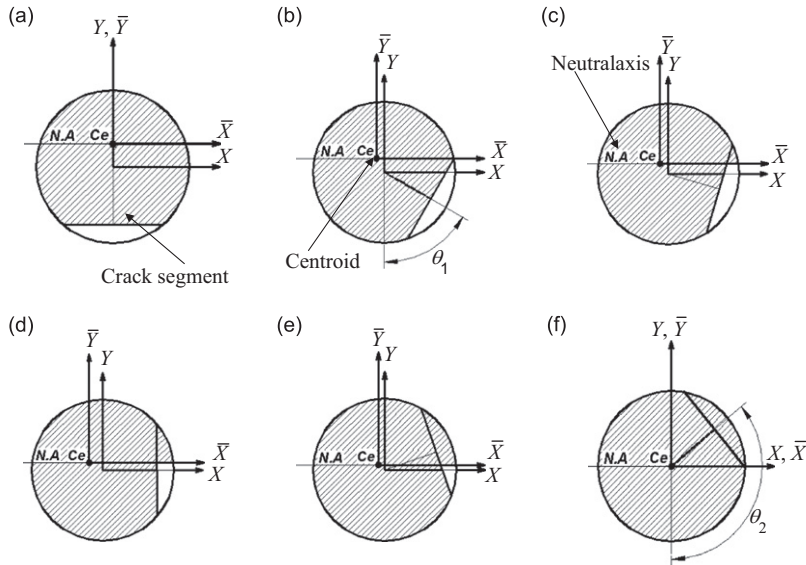 (a)
Y, Y̅
N.A Ce
X̅
X
Crack segment
(b)
Y̅
Y
N.A Ce
X̅
X
Centroid
θ₁
(c)
Neutralaxis
Y̅
Y
N.A Ce
X̅
X
(d)
Y̅
Y
N.A Ce
X̅
X
(e)
Y̅
Y
N.A Ce
X̅
X
(f)
Y, Y̅
N.A Ce
X, X̅
θ₂